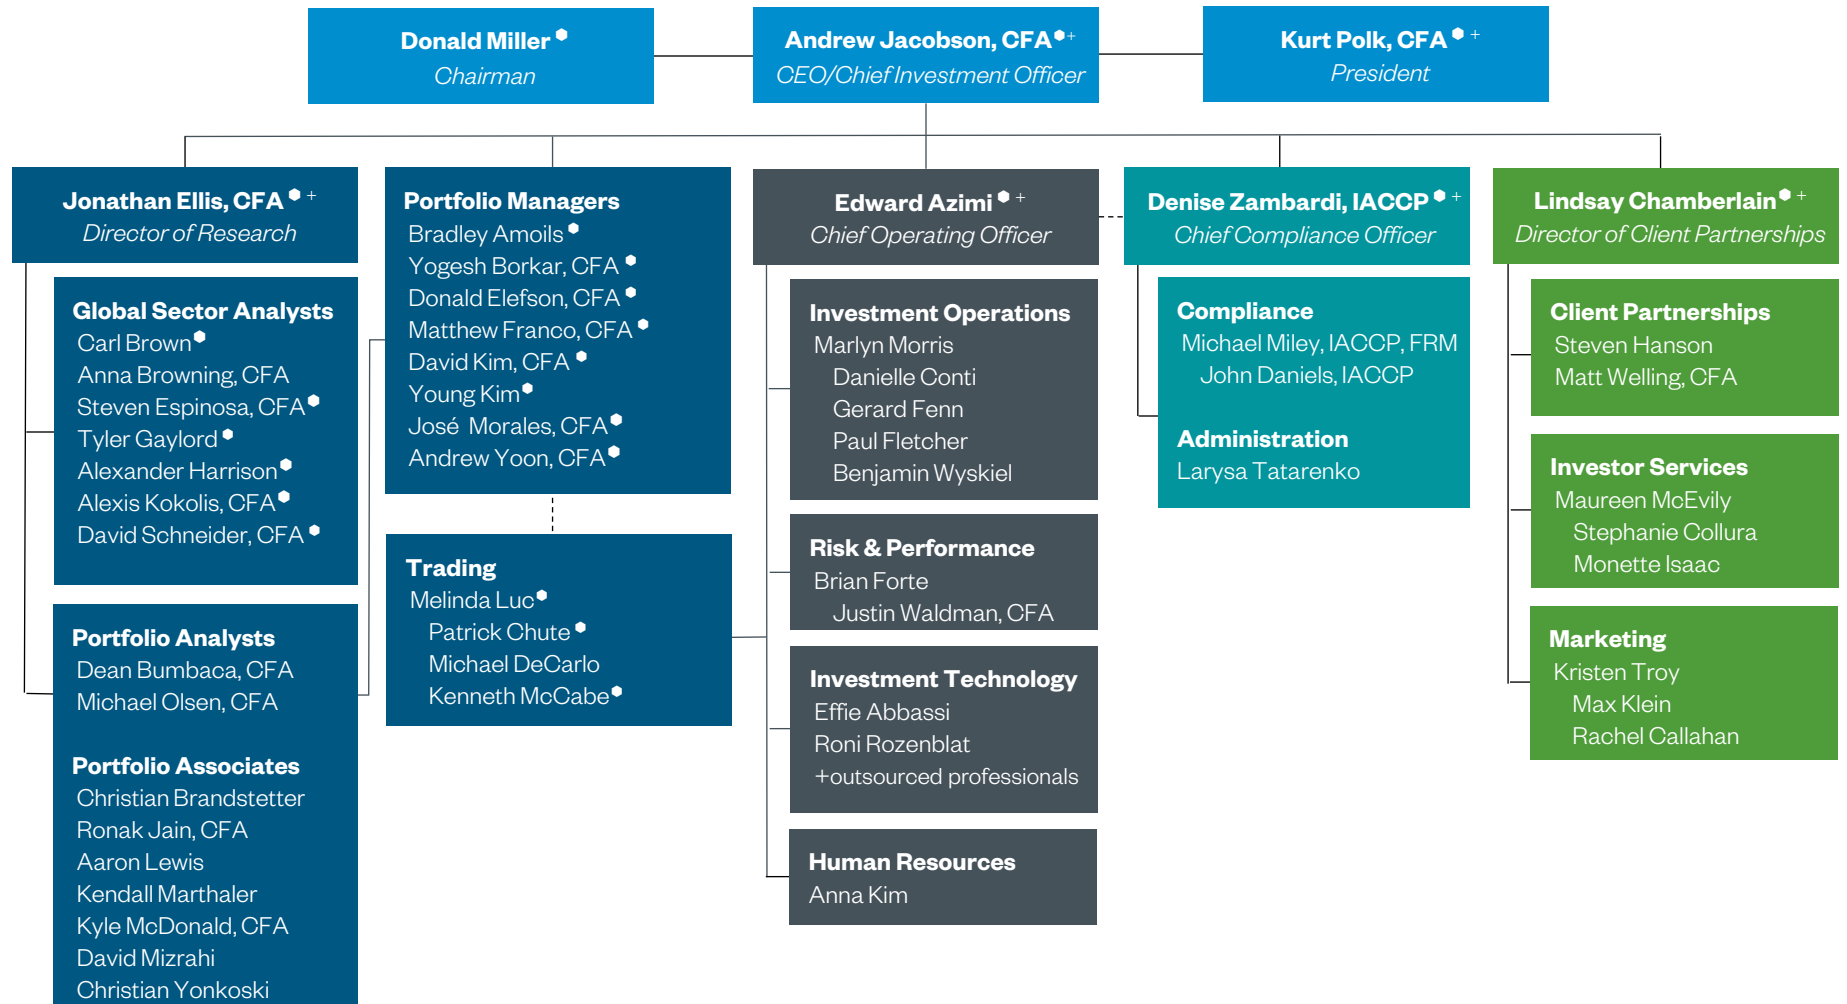 Donald Miller ⬢
Chairman
Andrew Jacobson, CFA ⬢ +
CEO/Chief Investment Officer
Kurt Polk, CFA ⬢ +
President
Jonathan Ellis, CFA ⬢ +
Director of Research
Global Sector Analysts
Carl Brown ⬢
Anna Browning, CFA
Steven Espinosa, CFA ⬢
Tyler Gaylord ⬢
Alexander Harrison ⬢
Alexis Kokolis, CFA ⬢
David Schneider, CFA ⬢
Portfolio Analysts
Dean Bumbaca, CFA
Michael Olsen, CFA
Portfolio Associates
Christian Brandstetter
Ronak Jain, CFA
Aaron Lewis
Kendall Marthaler
Kyle McDonald, CFA
David Mizrahi
Christian Yonkoski
Portfolio Managers
Bradley Amoils ⬢
Yogesh Borkar, CFA ⬢
Donald Elefson, CFA ⬢
Matthew Franco, CFA ⬢
David Kim, CFA ⬢
Young Kim ⬢
José Morales, CFA ⬢
Andrew Yoon, CFA ⬢
Trading
Melinda Luc ⬢
Patrick Chute ⬢
Michael DeCarlo
Kenneth McCabe ⬢
Edward Azimi ⬢ +
Chief Operating Officer
Investment Operations
Marlyn Morris
Danielle Conti
Gerard Fenn
Paul Fletcher
Benjamin Wyskiel
Risk & Performance
Brian Forte
Justin Waldman, CFA
Investment Technology
Effie Abbassi
Roni Rozenblat
+outsourced professionals
Human Resources
Anna Kim
Denise Zambardi, IACCP ⬢ +
Chief Compliance Officer
Compliance
Michael Miley, IACCP, FRM
John Daniels, IACCP
Administration
Larysa Tatarenko
Lindsay Chamberlain ⬢ +
Director of Client Partnerships
Client Partnerships
Steven Hanson
Matt Welling, CFA
Investor Services
Maureen McEvily
Stephanie Collura
Monette Isaac
Marketing
Kristen Troy
Max Klein
Rachel Callahan